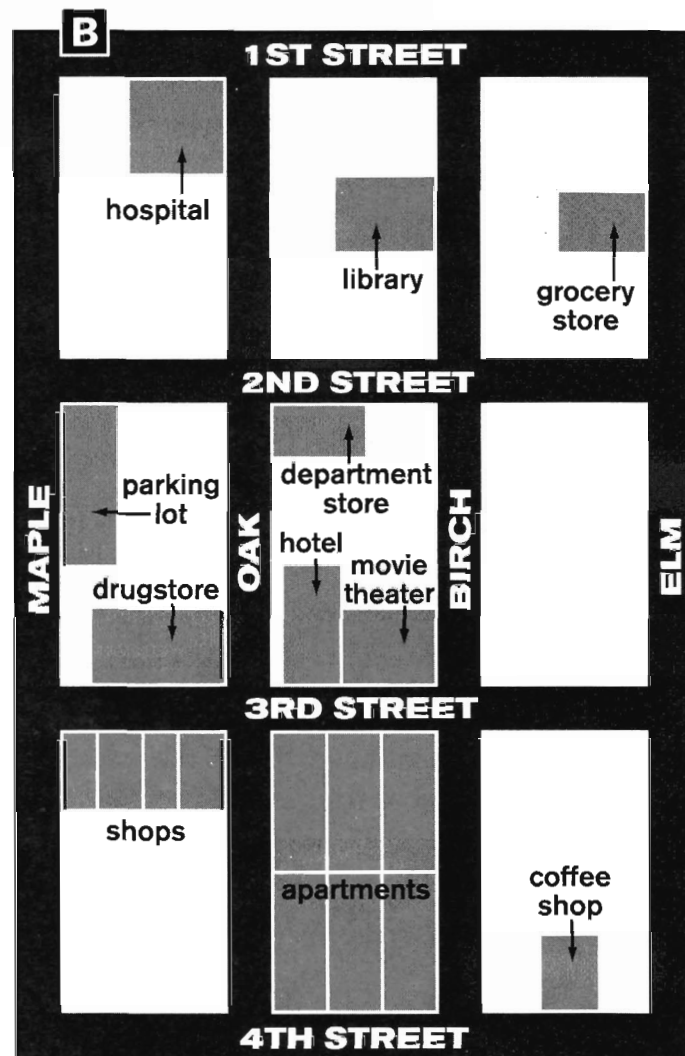 B
1ST STREET
hospital
library
grocery
store
2ND STREET
MAPLE
parking
lot
drugstore
OAK
department
store
hotel
movie
theater
BIRCH
ELM
3RD STREET
shops
apartments
coffee
shop
4TH STREET